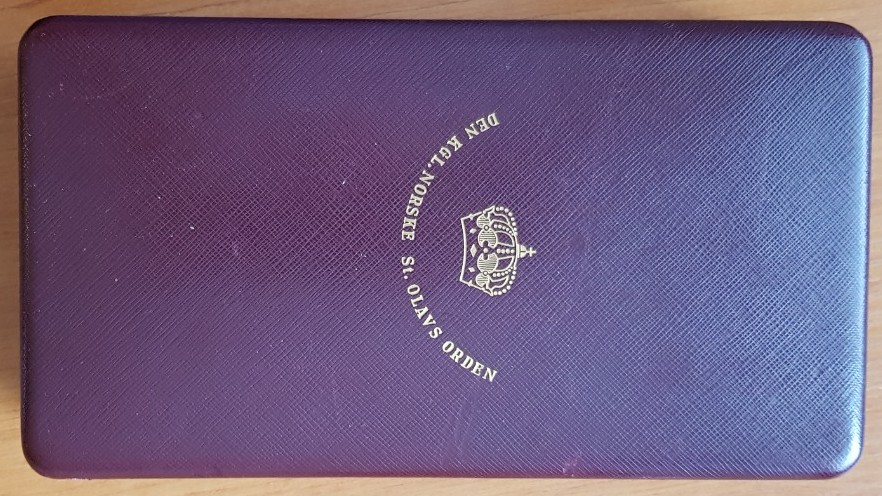 DEN KGL. NORSKE St. OLAVS ORDEN